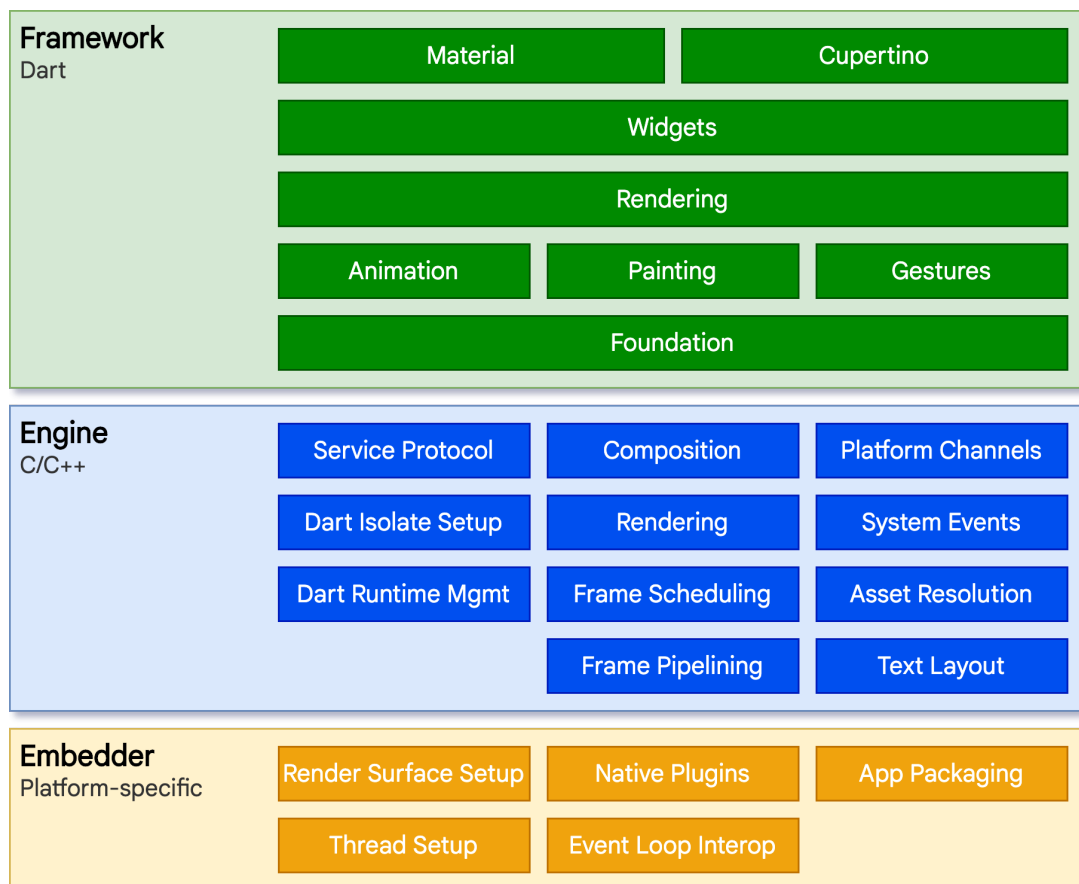 Framework
Dart
Material
Cupertino
Widgets
Rendering
Animation
Painting
Gestures
Foundation
Engine
C/C++
Service Protocol
Composition
Platform Channels
Dart Isolate Setup
Rendering
System Events
Dart Runtime Mgmt
Frame Scheduling
Asset Resolution
Frame Pipelining
Text Layout
Embedder
Platform-specific
Render Surface Setup
Native Plugins
App Packaging
Thread Setup
Event Loop Interop